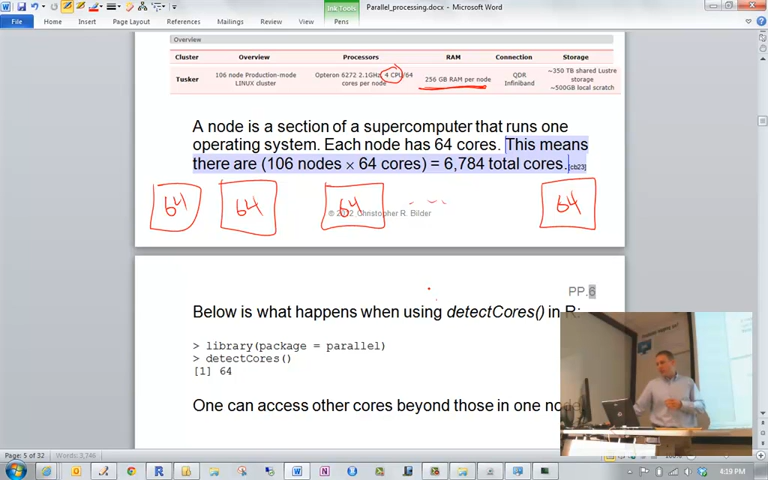 Ink Tools
Parallel_processing.docx - Microsoft Word
File Home Insert Page Layout References Mailings Review View Pens
Overview
Cluster Overview Processors RAM Connection Storage
Tusker 106 node Production-mode LINUX cluster Opteron 6272 2.1GHz, 4 CPU/64 cores per node 256 GB RAM per node QDR Infiniband ~350 TB shared Lustre storage ~500GB local scratch
A node is a section of a supercomputer that runs one
operating system. Each node has 64 cores. This means
there are (106 nodes × 64 cores) = 6,784 total cores.[cb23]
64 64 64 64
© 2012 Christopher R. Bilder
PP.6
Below is what happens when using detectCores() in R:
> library(package = parallel)
> detectCores()
[1] 64
One can access other cores beyond those in one node
Page: 5 of 32 Words: 3,746
4:19 PM